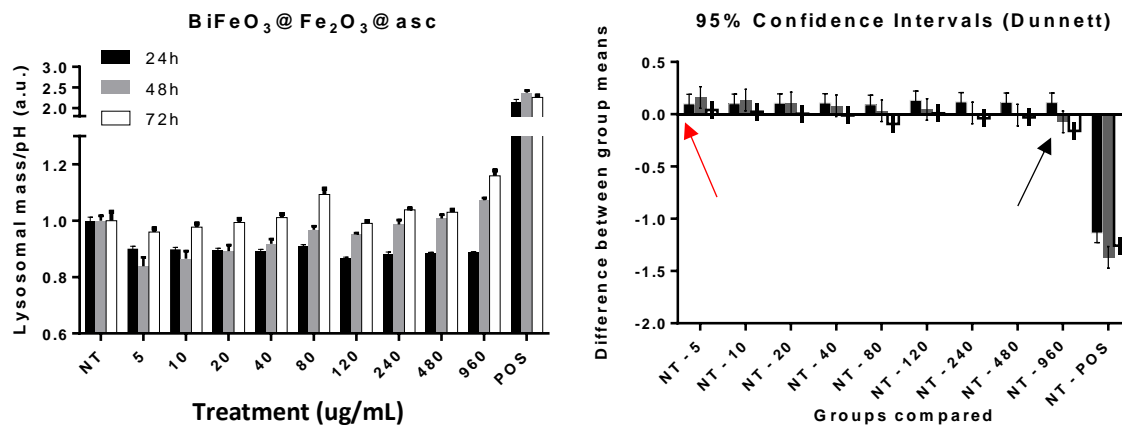 BiFeO3@Fe2O3@asc
24h
48h
72h
Lysosomal mass/pH (a.u.)
3.0
2.5
2.0
1.2
1.0
0.8
0.6
NT
5
10
20
40
80
120
240
480
960
POS
Treatment (ug/mL)
95% Confidence Intervals (Dunnett)
Difference between group means
0.5
0.0
-0.5
-1.0
-1.5
-2.0
NT - 5
NT - 10
NT - 20
NT - 40
NT - 80
NT - 120
NT - 240
NT - 480
NT - 960
NT - POS
Groups compared